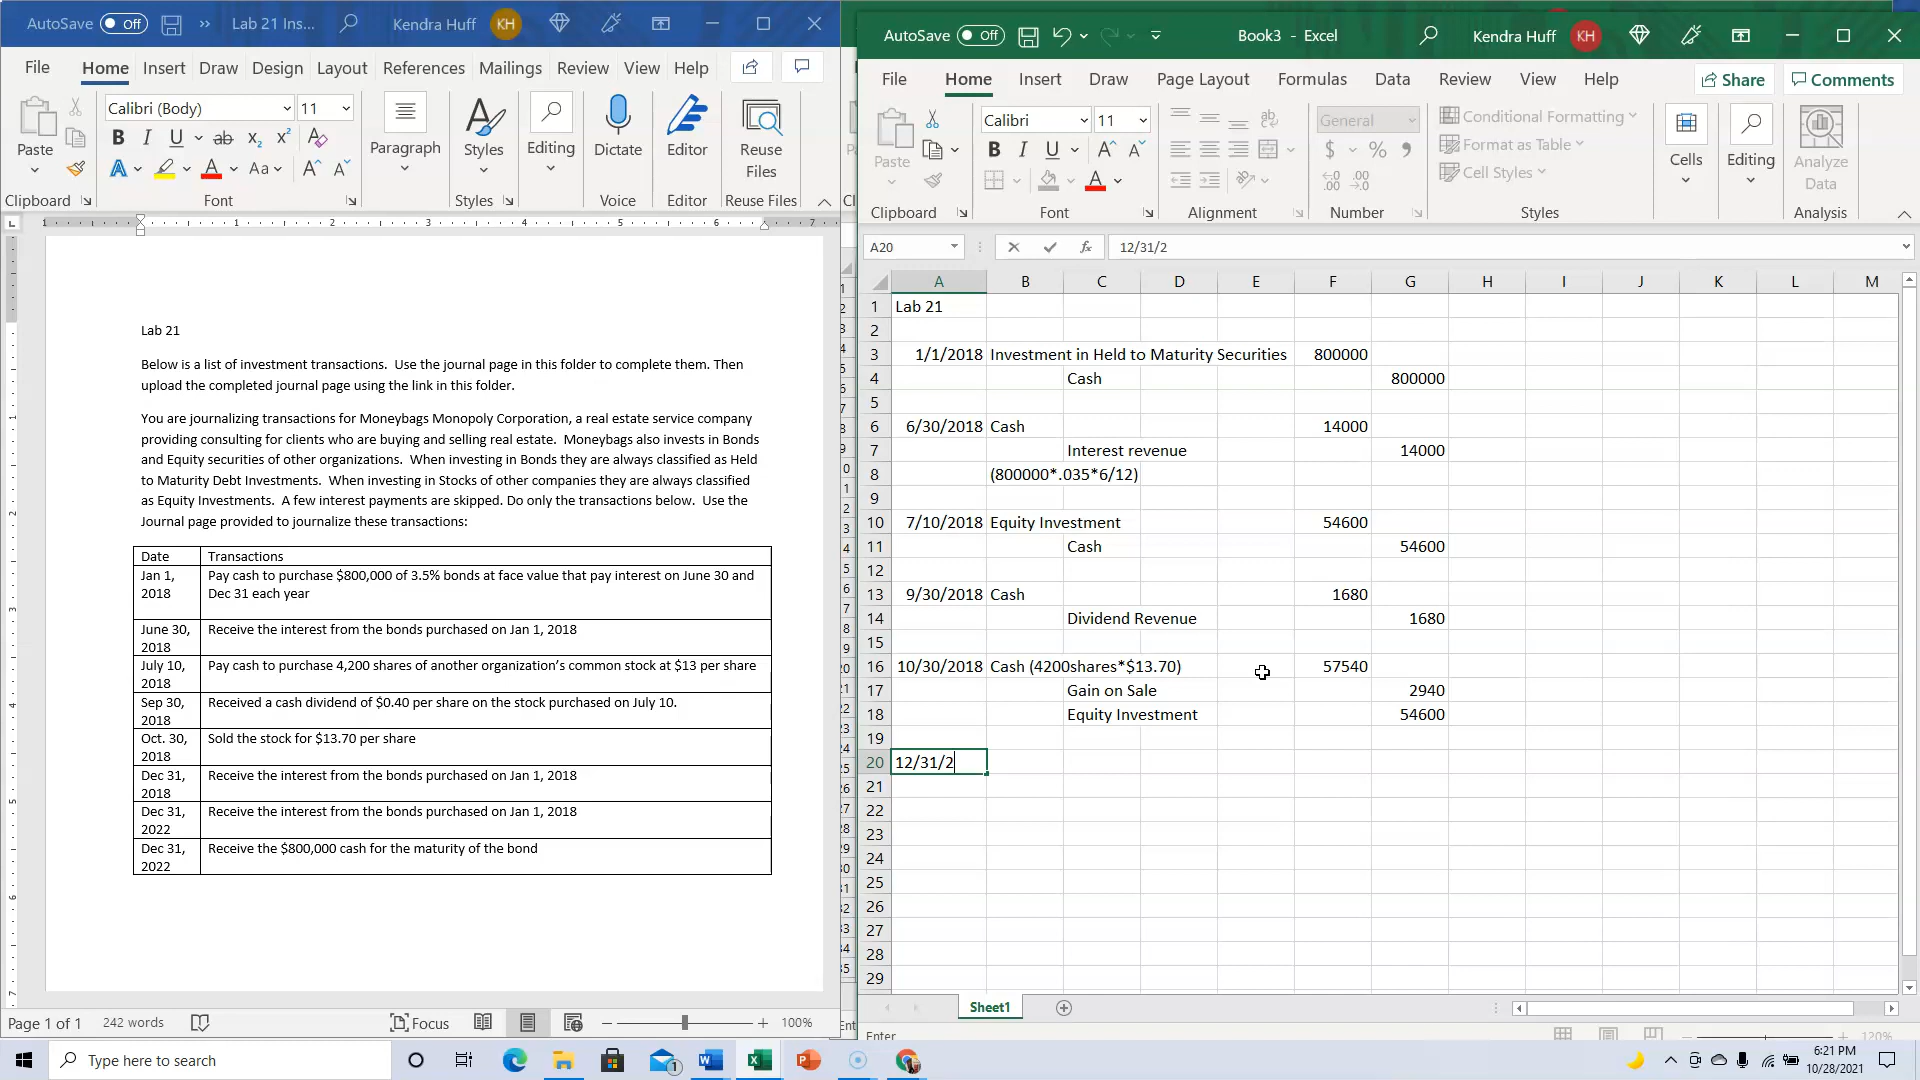 AutoSave Off Lab 21 Ins... Kendra Huff KH
File Home Insert Draw Design Layout References Mailings Review View Help
Calibri (Body) 11
Paste Paragraph Styles Editing Dictate Editor Reuse Files
Clipboard Font Styles Voice Editor Reuse Files
Lab 21
Below is a list of investment transactions. Use the journal page in this folder to complete them. Then
upload the completed journal page using the link in this folder.
You are journalizing transactions for Moneybags Monopoly Corporation, a real estate service company
providing consulting for clients who are buying and selling real estate. Moneybags also invests in Bonds
and Equity securities of other organizations. When investing in Bonds they are always classified as Held
to Maturity Debt Investments. When investing in Stocks of other companies they are always classified
as Equity Investments. A few interest payments are skipped. Do only the transactions below. Use the
Journal page provided to journalize these transactions:
Date Transactions
Jan 1, Pay cash to purchase $800,000 of 3.5% bonds at face value that pay interest on June 30 and
2018 Dec 31 each year
June 30, Receive the interest from the bonds purchased on Jan 1, 2018
2018
July 10, Pay cash to purchase 4,200 shares of another organization's common stock at $13 per share
2018
Sep 30, Received a cash dividend of $0.40 per share on the stock purchased on July 10.
2018
Oct. 30, Sold the stock for $13.70 per share
2018
Dec 31, Receive the interest from the bonds purchased on Jan 1, 2018
2018
Dec 31, Receive the interest from the bonds purchased on Jan 1, 2018
2022
Dec 31, Receive the $800,000 cash for the maturity of the bond
2022
Page 1 of 1 242 words Focus 100%
AutoSave Off Book3 - Excel Kendra Huff KH
File Home Insert Draw Page Layout Formulas Data Review View Help Share Comments
Calibri 11 General Conditional Formatting
Format as Table
Cell Styles
Paste Cells Editing Analyze Data
Clipboard Font Alignment Number Styles Analysis
A20 fx 12/31/2
A B C D E F G H I J K L M
1 Lab 21
2
3 1/1/2018 Investment in Held to Maturity Securities 800000
4 Cash 800000
5
6 6/30/2018 Cash 14000
7 Interest revenue 14000
8 (800000*.035*6/12)
9
10 7/10/2018 Equity Investment 54600
11 Cash 54600
12
13 9/30/2018 Cash 1680
14 Dividend Revenue 1680
15
16 10/30/2018 Cash (4200shares*$13.70) 57540
17 Gain on Sale 2940
18 Equity Investment 54600
19
20 12/31/2
21
22
23
24
25
26
27
28
29
Sheet1
Enter 120%
Type here to search
6:21 PM
10/28/2021